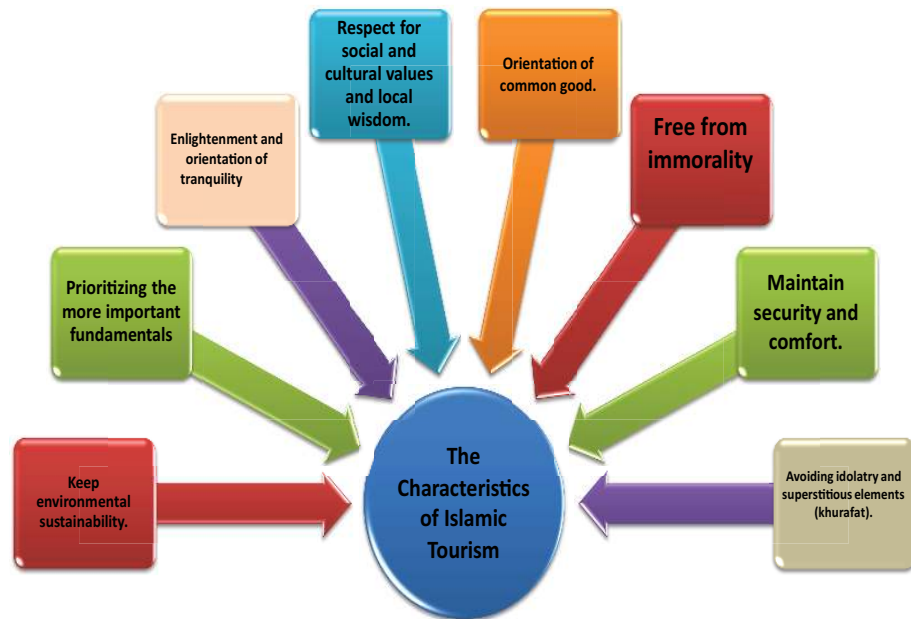 Respect for
social and
cultural values
and local
wisdom.
Orientation of
common good.
Enlightenment and
orientation of
tranquility
Free from
immorality
Prioritizing the
more important
fundamentals
Maintain
security and
comfort.
Keep
environmental
sustainability.
The
Characteristics
of Islamic
Tourism
Avoiding idolatry and
superstitious elements
(khurafat).